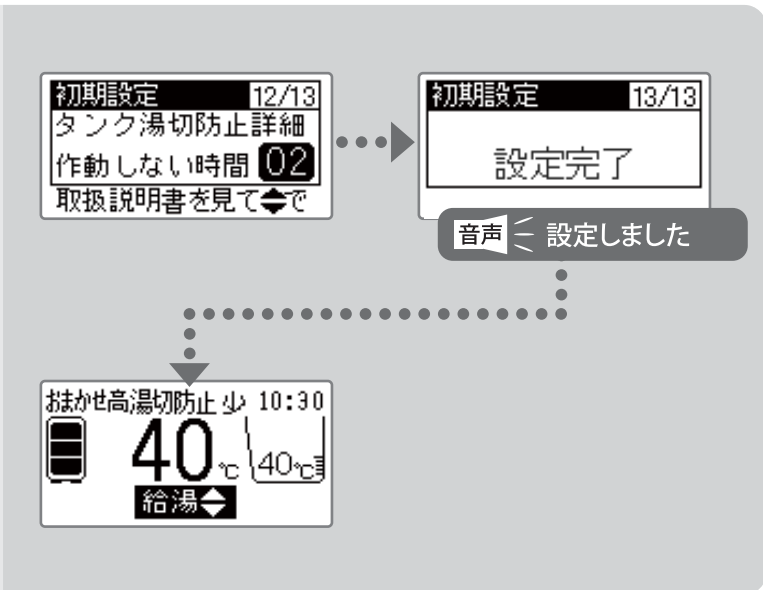 初期設定 12/13
タンク湯切防止詳細
作動しない時間 02
取扱説明書を見て◆で
初期設定 13/13
設定完了
音声 設定しました
おまかせ高湯切防止 少 10:30
40℃ 40℃
給湯◆